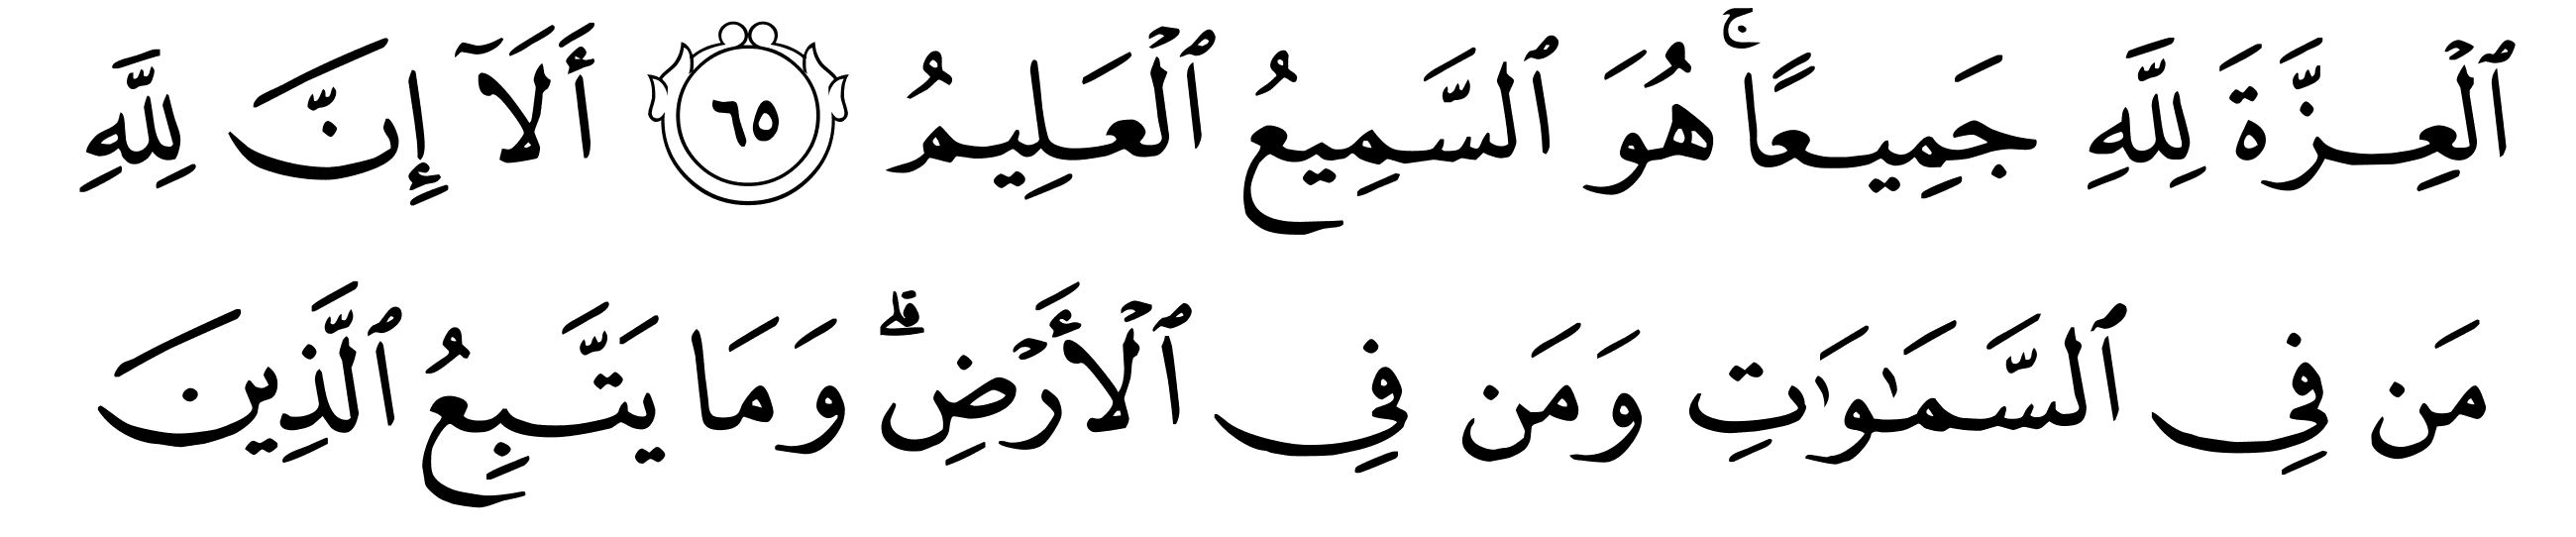 ٱلْعِزَّةَ لِلَّهِ جَمِيعًا ۚ هُوَ ٱلسَّمِيعُ ٱلْعَلِيمُ ٦٥ أَلَآ إِنَّ لِلَّهِ
مَن فِى ٱلسَّمَٰوَٰتِ وَمَن فِى ٱلْأَرْضِ ۗ وَمَا يَتَّبِعُ ٱلَّذِينَ